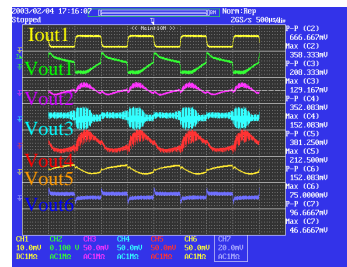 2003/02/04 17:16:07 Norm:Rep
Stopped 2GS/s 500μs/div
<< Main:10M >>
Iout1
Vout1
Vout2
Vout3
Vout4
Vout5
Vout6
P-P (C2)
666.667mV
Max (C2)
358.333mV
P-P (C3)
208.333mV
Max (C3)
129.167mV
P-P (C4)
352.083mV
Max (C4)
P-P (C5)
381.250mV
Max (C5)
212.500mV
P-P (C6)
152.083mV
Max (C6)
75.0000mV
P-P (C7)
96.6667mV
Max (C7)
46.6667mV
CH1 CH2 CH3 CH4 CH5 CH6 CH7
10.0mV 0.100 V 50.0mV 50.0mV 50.0mV 50.0mV 20.0mV
DC1MΩ AC1MΩ AC1MΩ AC1MΩ AC1MΩ AC1MΩ AC1MΩ